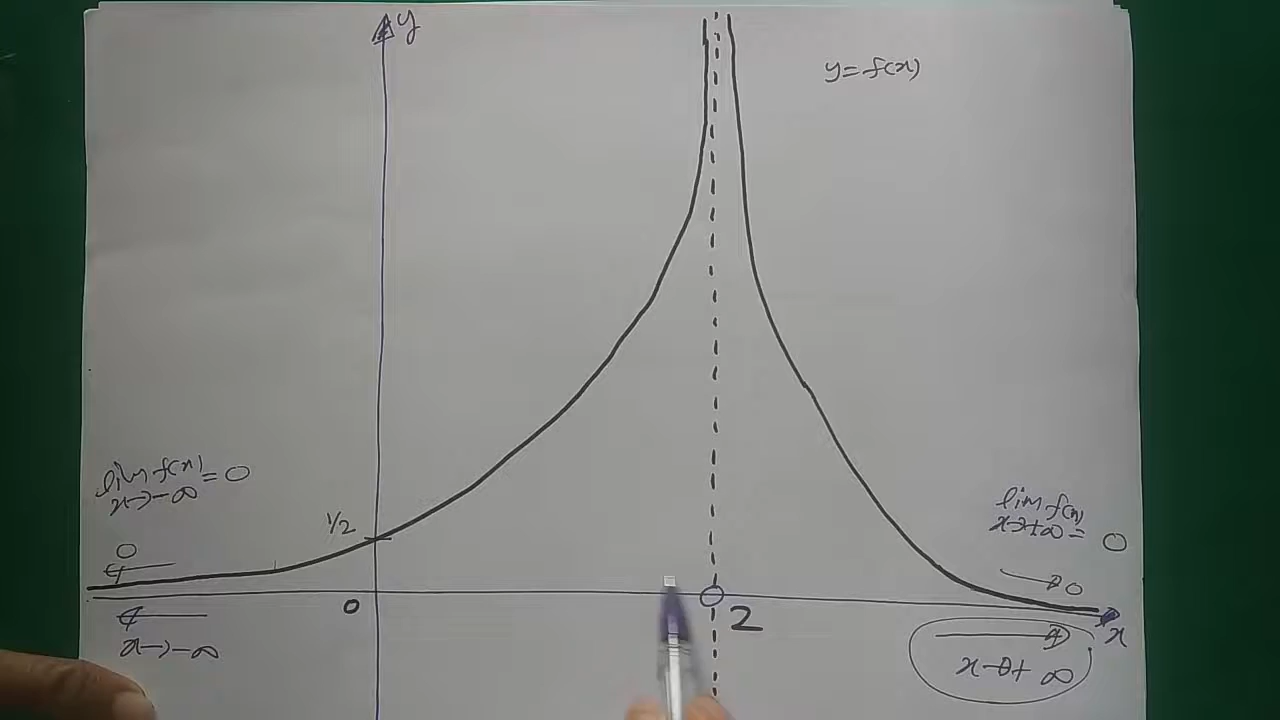 y
y=f(x)
lim f(x) = 0
x→-∞
lim f(x)
x→+∞ = 0
1/2
0
0
0
2
x
x→-∞
x→+∞